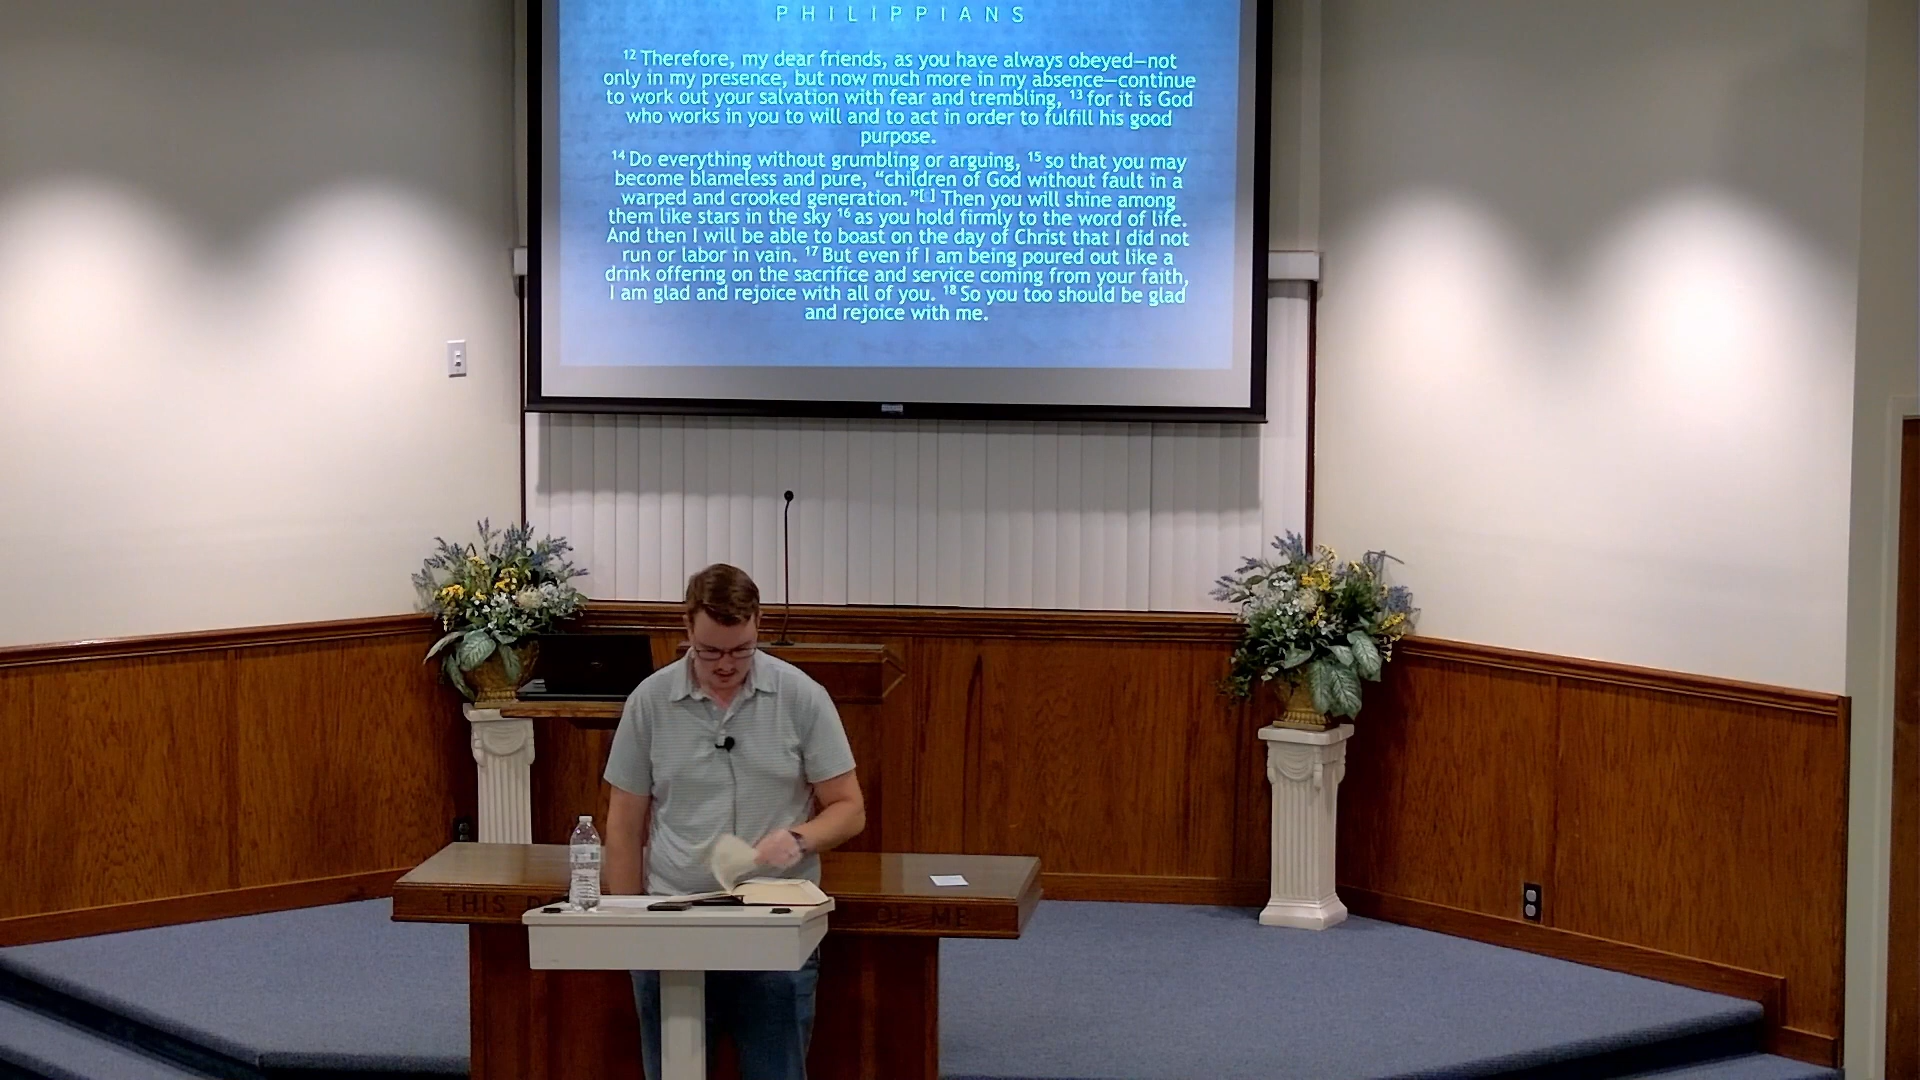 PHILIPPIANS
12 Therefore, my dear friends, as you have always obeyed—not
only in my presence, but now much more in my absence—continue
to work out your salvation with fear and trembling, 13 for it is God
who works in you to will and to act in order to fulfill his good
purpose.
14 Do everything without grumbling or arguing, 15 so that you may
become blameless and pure, “children of God without fault in a
warped and crooked generation.”[ ] Then you will shine among
them like stars in the sky 16 as you hold firmly to the word of life.
And then I will be able to boast on the day of Christ that I did not
run or labor in vain. 17 But even if I am being poured out like a
drink offering on the sacrifice and service coming from your faith,
I am glad and rejoice with all of you. 18 So you too should be glad
and rejoice with me.
THIS D OF ME